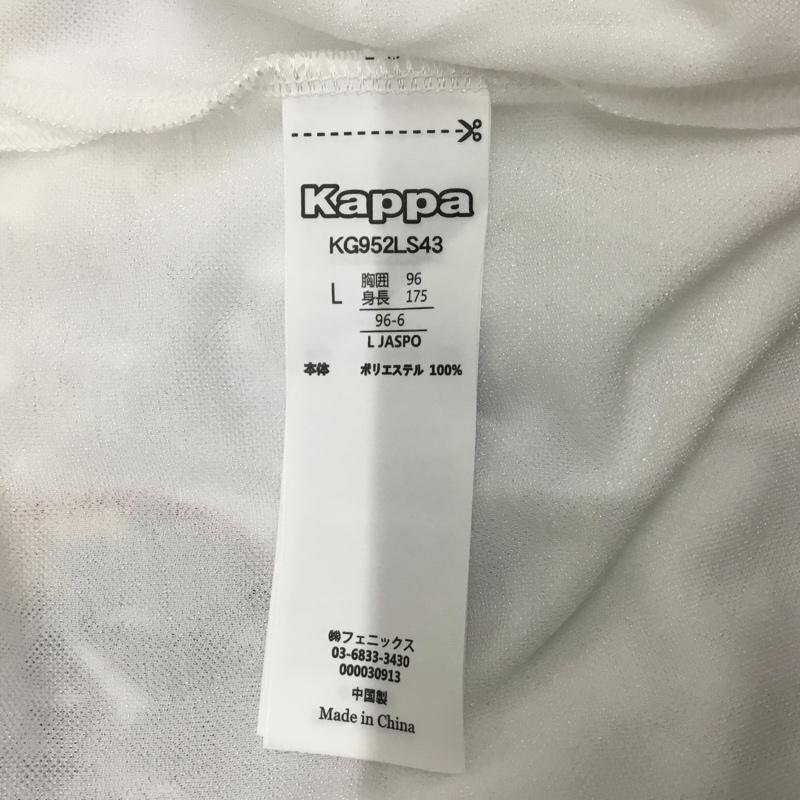 Kappa
KG952LS43
L 胸囲 96
身長 175
96-6
L JASPO
本体 ポリエステル 100%
㈱フェニックス
03-6833-3430
000030913
中国製
Made in China